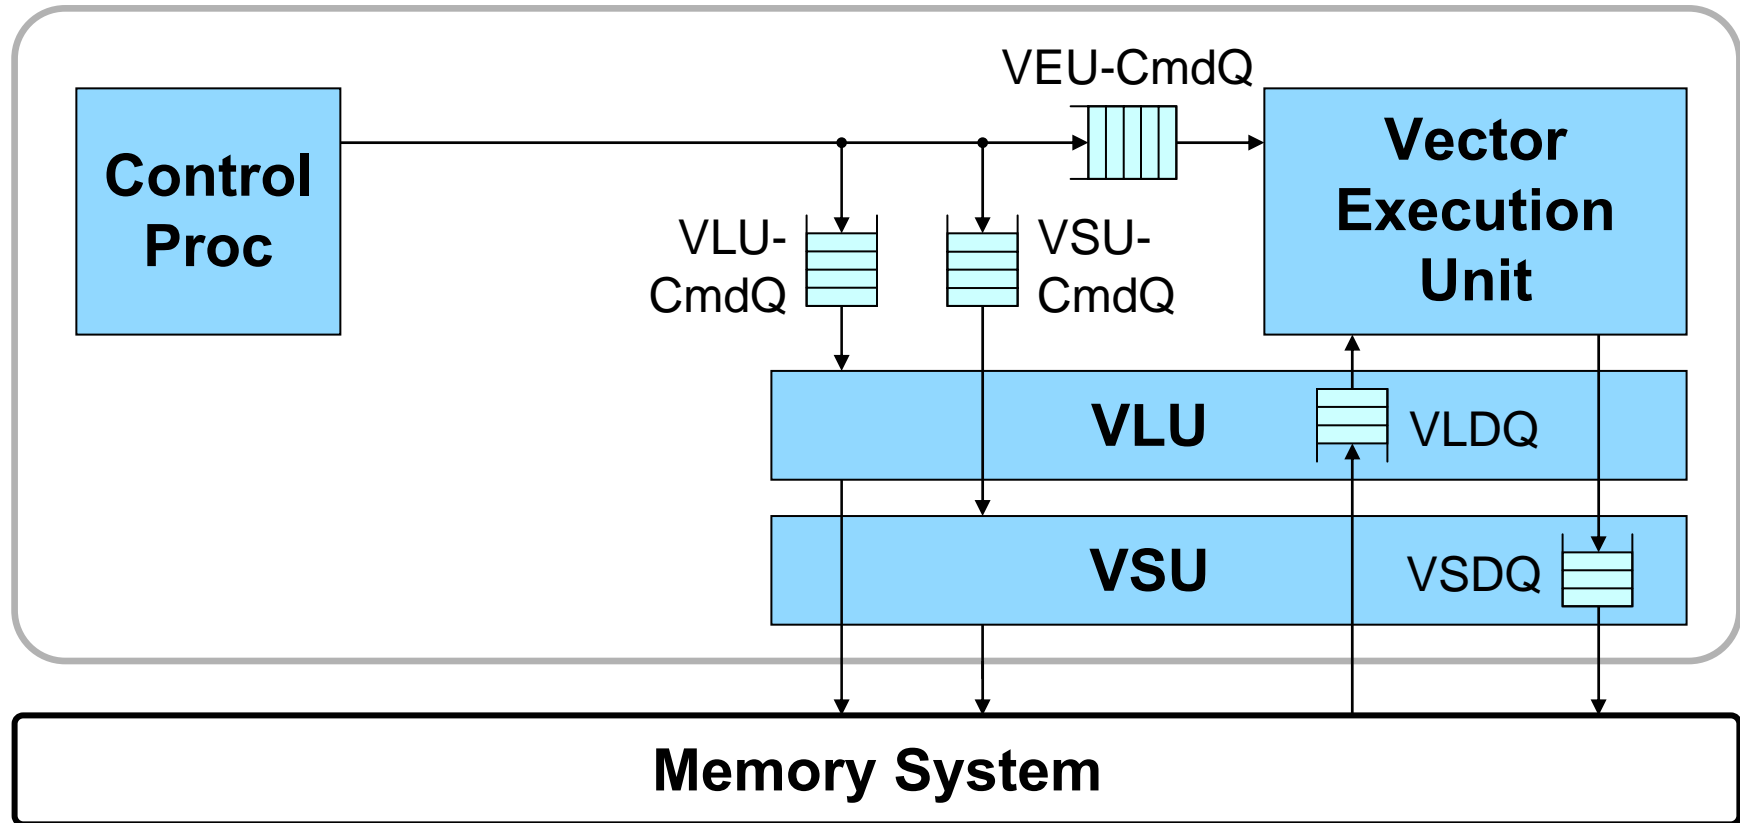 VEU-CmdQ
Control
Proc
Vector
Execution
Unit
VLU-
CmdQ
VSU-
CmdQ
VLU
VLDQ
VSU
VSDQ
Memory System